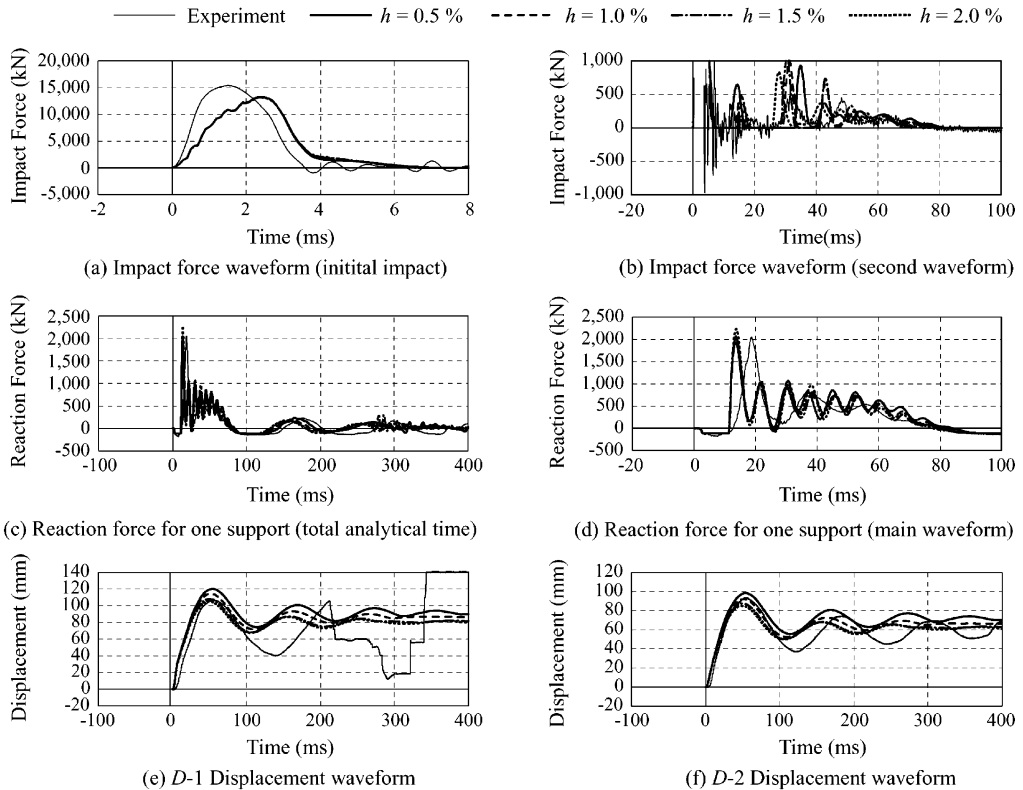 Experiment h = 0.5 % h = 1.0 % h = 1.5 % h = 2.0 %
Impact Force (kN)
20,000
15,000
10,000
5,000
0
-5,000
-2 0 2 4 6 8
Time (ms)
(a) Impact force waveform (initital impact)
Impact Force (kN)
1,000
500
0
-500
-1,000
-20 0 20 40 60 80 100
Time(ms)
(b) Impact force waveform (second waveform)
Reaction Force (kN)
2,500
2,000
1,500
1,000
500
0
-500
-100 0 100 200 300 400
Time (ms)
(c) Reaction force for one support (total analytical time)
Reaction Force (kN)
2,500
2,000
1,500
1,000
500
0
-500
-20 0 20 40 60 80 100
Time (ms)
(d) Reaction force for one support (main waveform)
Displacement (mm)
140
120
100
80
60
40
20
0
-20
-100 0 100 200 300 400
Time (ms)
(e) D-1 Displacement waveform
Displacement (mm)
120
100
80
60
40
20
0
-20
-100 0 100 200 300 400
Time (ms)
(f) D-2 Displacement waveform